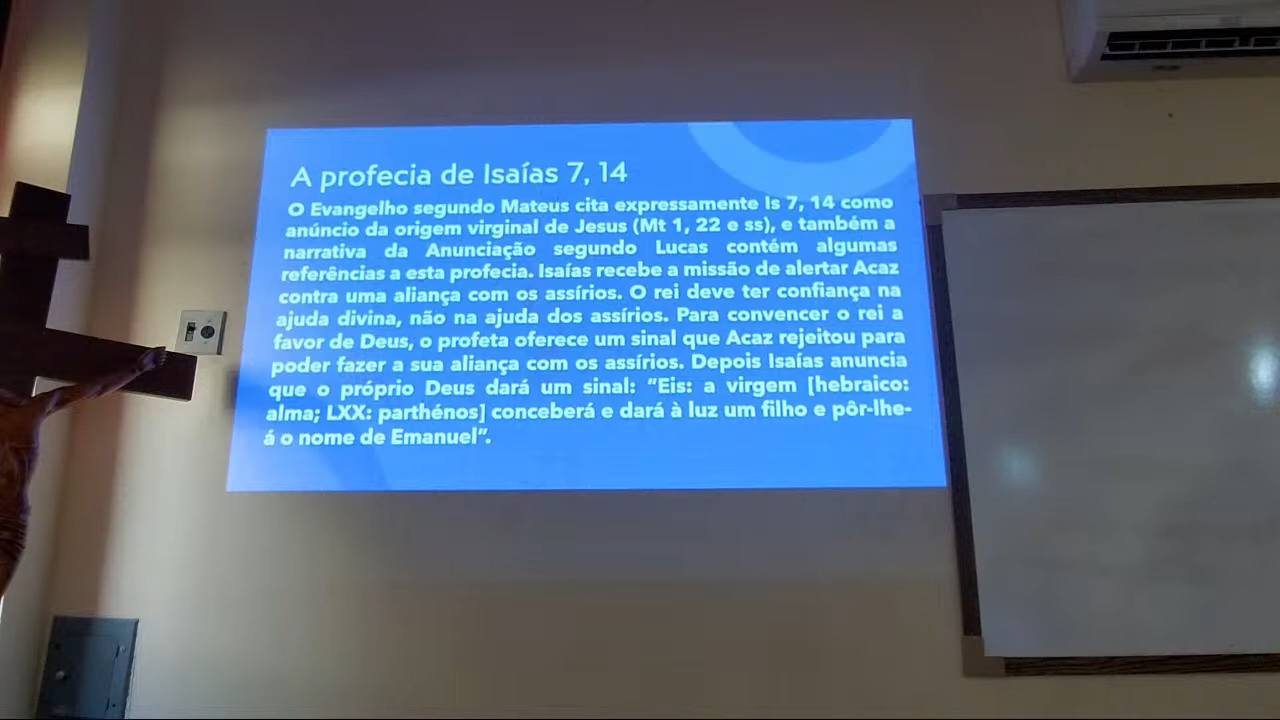 A profecia de Isaías 7, 14
O Evangelho segundo Mateus cita expressamente Is 7, 14 como
anúncio da origem virginal de Jesus (Mt 1, 22 e ss), e também a
narrativa da Anunciação segundo Lucas contém algumas
referências a esta profecia. Isaías recebe a missão de alertar Acaz
contra uma aliança com os assírios. O rei deve ter confiança na
ajuda divina, não na ajuda dos assírios. Para convencer o rei a
favor de Deus, o profeta oferece um sinal que Acaz rejeitou para
poder fazer a sua aliança com os assírios. Depois Isaías anuncia
que o próprio Deus dará um sinal: “Eis: a virgem [hebraico:
alma; LXX: parthénos] conceberá e dará à luz um filho e pôr-lhe-
á o nome de Emanuel”.